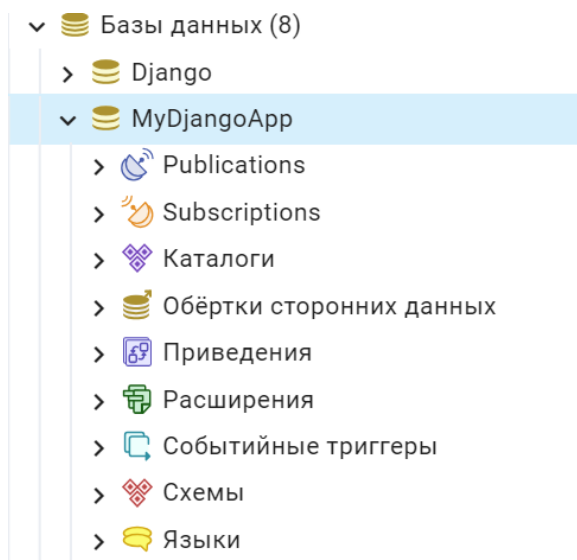 Базы данных (8)
Django
MyDjangoApp
Publications
Subscriptions
Каталоги
Обёртки сторонних данных
Приведения
Расширения
Событийные триггеры
Схемы
Языки